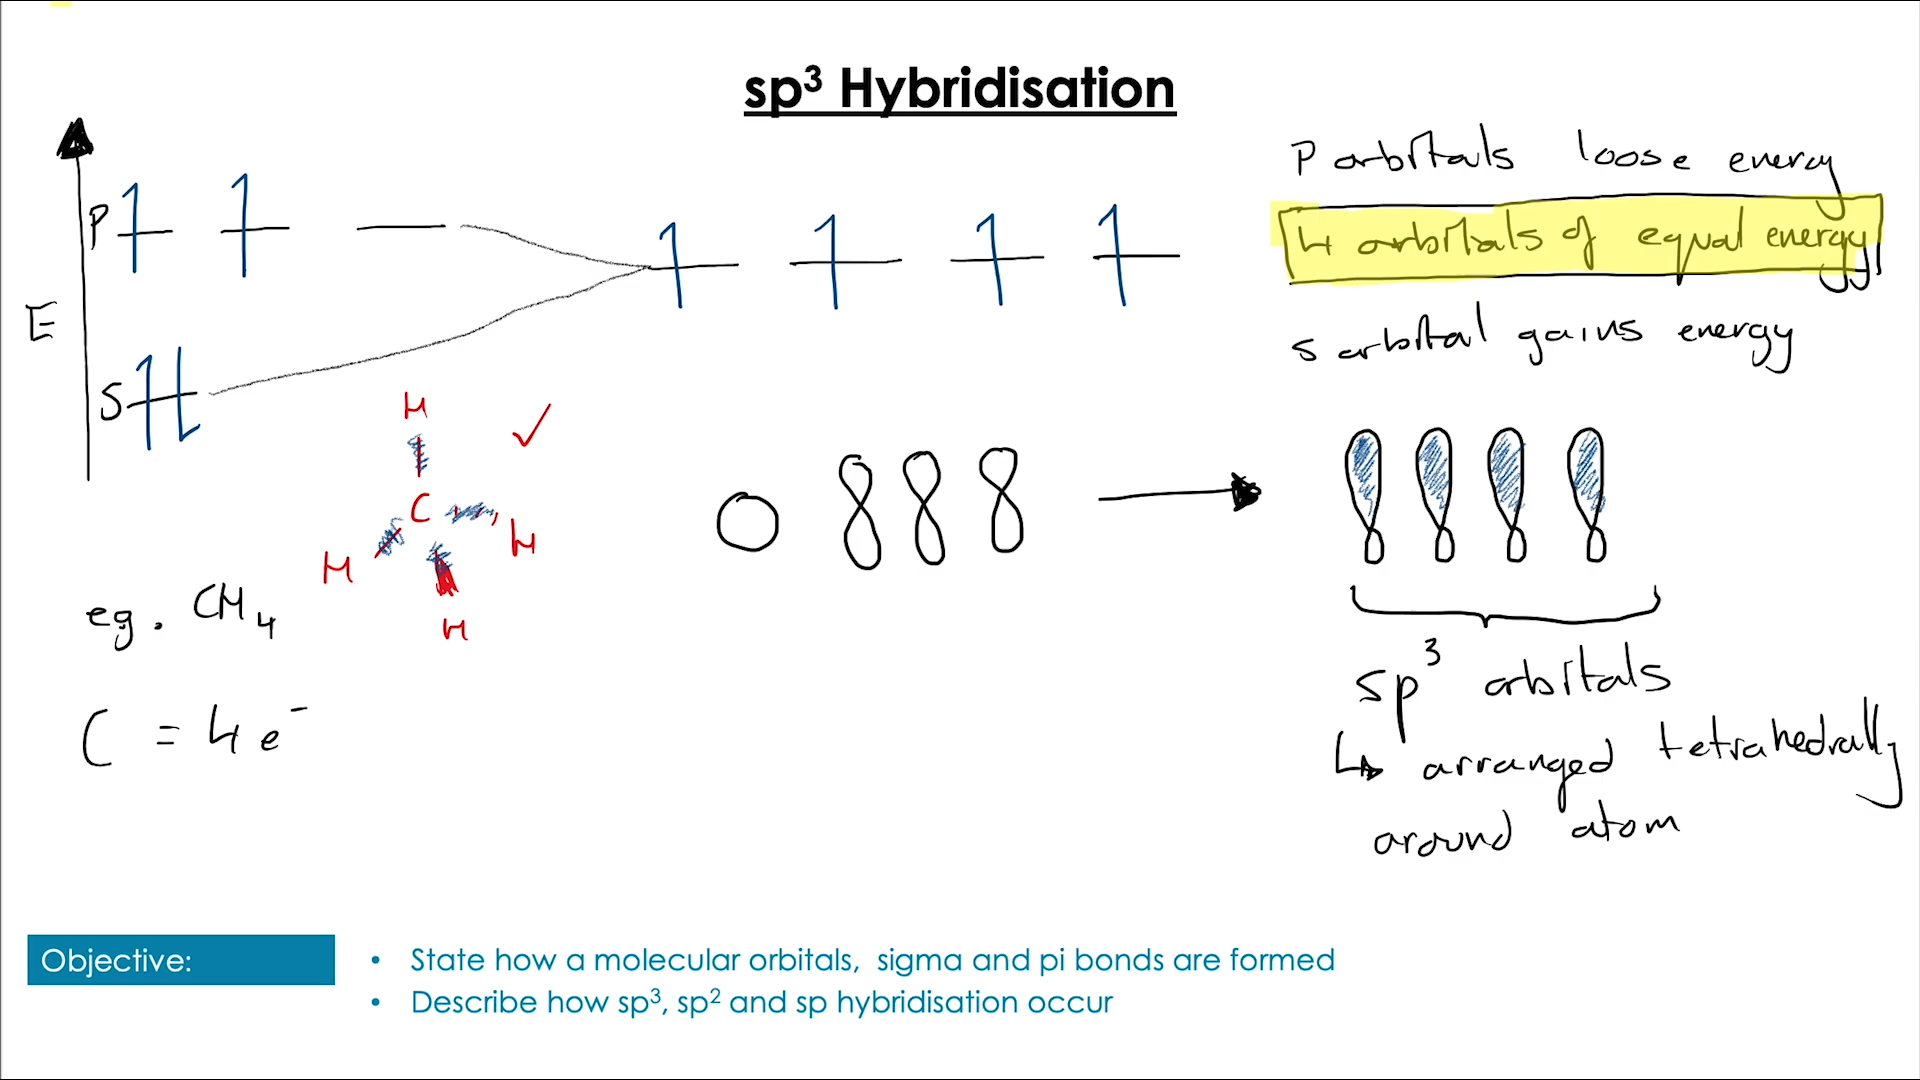 sp³ Hybridisation
P orbitals loose energy
4 orbitals of equal energy
s orbital gains energy
P
E
S
H
C
H
H
H
eg. CH₄
C = 4e⁻
sp³ orbitals
↳ arranged tetrahedrally
around atom
Objective:
• State how a molecular orbitals, sigma and pi bonds are formed
• Describe how sp³, sp² and sp hybridisation occur